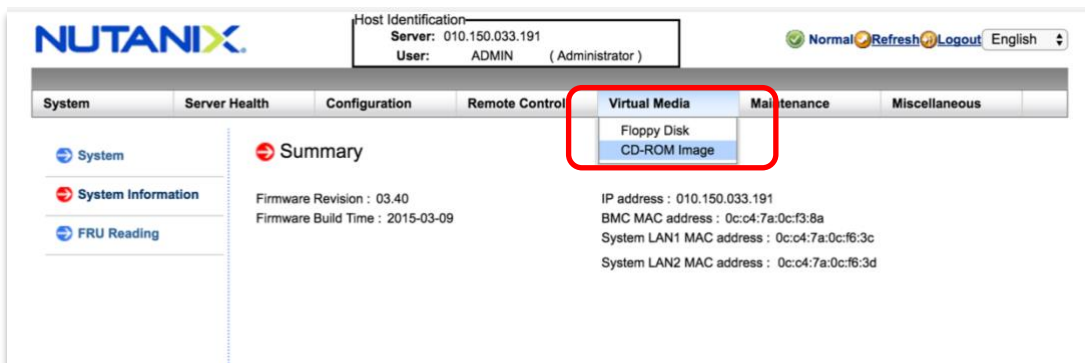 NUTANIX
Host Identification
Server: 010.150.033.191
User: ADMIN ( Administrator )
Normal Refresh Logout English
System Server Health Configuration Remote Control Virtual Media Maintenance Miscellaneous
Floppy Disk
CD-ROM Image
System
System Information
FRU Reading
Summary
Firmware Revision : 03.40
Firmware Build Time : 2015-03-09
IP address : 010.150.033.191
BMC MAC address : 0c:c4:7a:0c:f3:8a
System LAN1 MAC address : 0c:c4:7a:0c:f6:3c
System LAN2 MAC address : 0c:c4:7a:0c:f6:3d